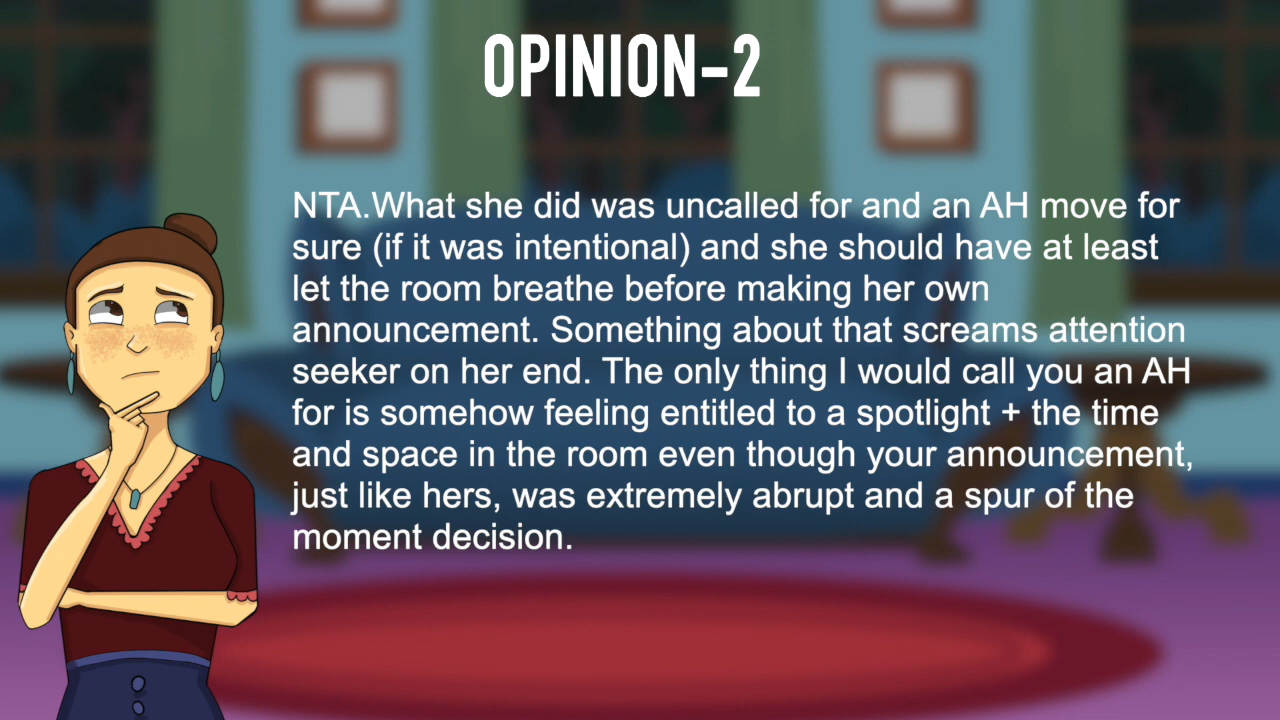 OPINION-2
NTA.What she did was uncalled for and an AH move for
sure (if it was intentional) and she should have at least
let the room breathe before making her own
announcement. Something about that screams attention
seeker on her end. The only thing I would call you an AH
for is somehow feeling entitled to a spotlight + the time
and space in the room even though your announcement,
just like hers, was extremely abrupt and a spur of the
moment decision.